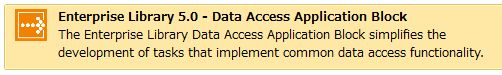 Enterprise Library 5.0 - Data Access Application Block
The Enterprise Library Data Access Application Block simplifies the
development of tasks that implement common data access functionality.